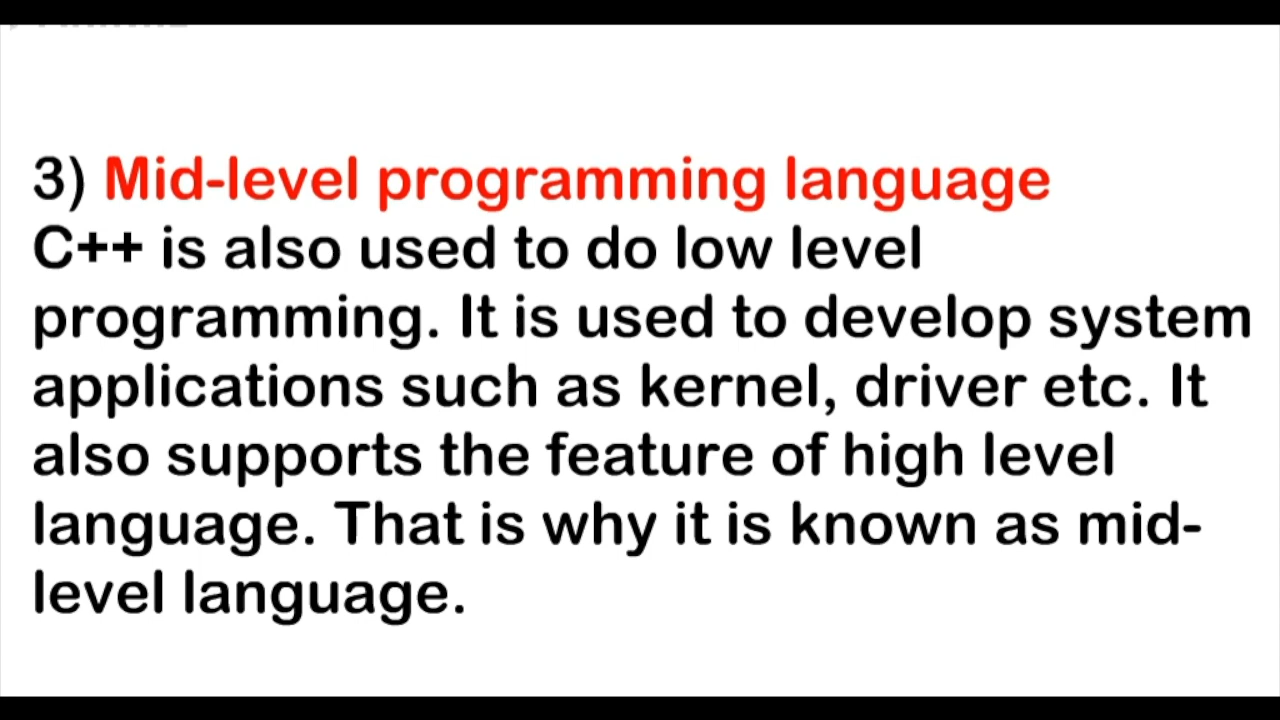 3) Mid-level programming language
C++ is also used to do low level
programming. It is used to develop system
applications such as kernel, driver etc. It
also supports the feature of high level
language. That is why it is known as mid-
level language.